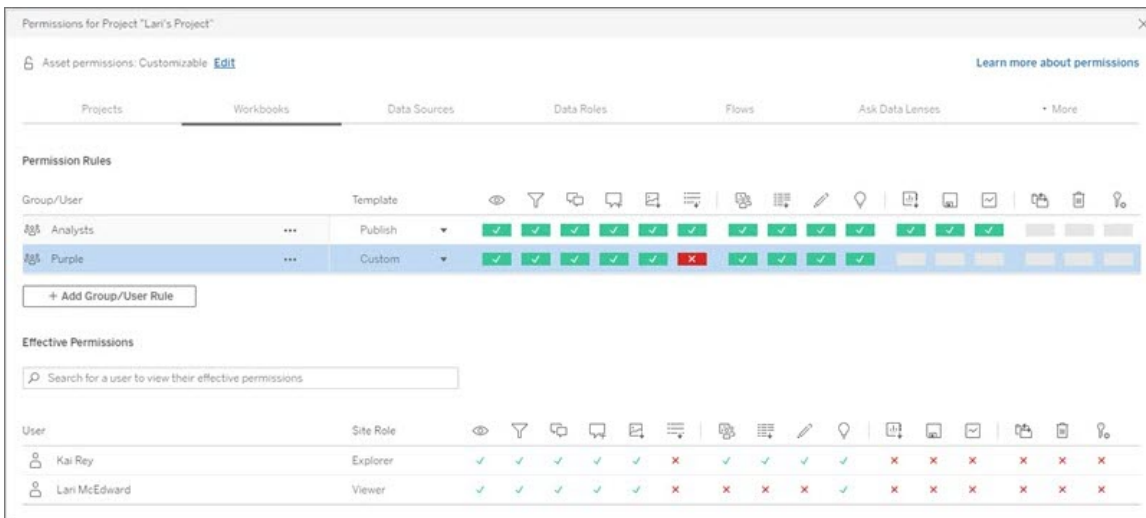 Permissions for Project "Lari's Project"
Asset permissions: Customizable Edit
Learn more about permissions
Projects Workbooks Data Sources Data Roles Flows Ask Data Lenses • More
Permission Rules
Group/User Template
Analysts ••• Publish
Purple ••• Custom
+ Add Group/User Rule
Effective Permissions
Search for a user to view their effective permissions
User Site Role
Kai Rey Explorer
Lari McEdward Viewer